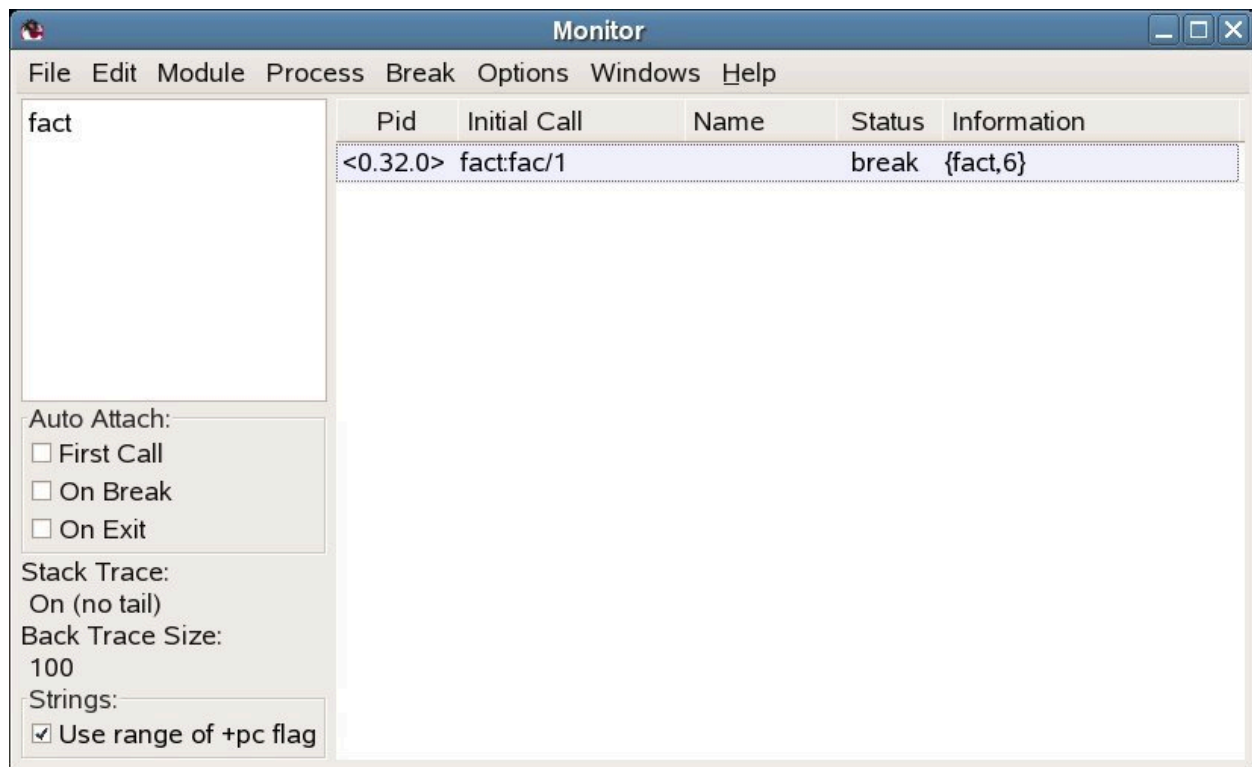 Monitor
File Edit Module Process Break Options Windows Help
fact
Pid Initial Call Name Status Information
<0.32.0> fact:fac/1 break {fact,6}
Auto Attach:
First Call
On Break
On Exit
Stack Trace:
On (no tail)
Back Trace Size:
100
Strings:
Use range of +pc flag